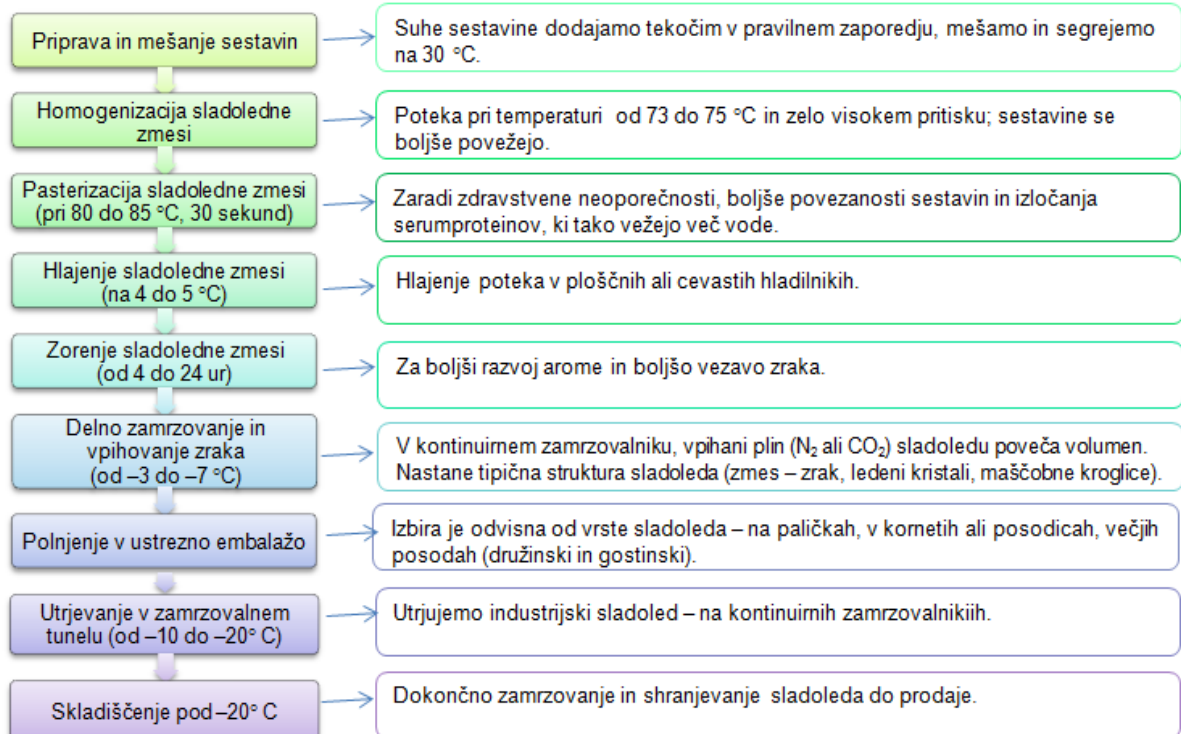 Priprava in mešanje sestavin
Suhe sestavine dodajamo tekočim v pravilnem zaporedju, mešamo in segrejemo
na 30 °C.
Homogenizacija sladoledne
zmesi
Poteka pri temperaturi od 73 do 75 °C in zelo visokem pritisku; sestavine se
boljše povežejo.
Pasterizacija sladoledne zmesi
(pri 80 do 85 °C, 30 sekund)
Zaradi zdravstvene neoporečnosti, boljše povezanosti sestavin in izločanja
serumproteinov, ki tako vežejo več vode.
Hlajenje sladoledne zmesi
(na 4 do 5 °C)
Hlajenje poteka v ploščnih ali cevastih hladilnikih.
Zorenje sladoledne zmesi
(od 4 do 24 ur)
Za boljši razvoj arome in boljšo vezavo zraka.
Delno zamrzovanje in
vpihovanje zraka
(od –3 do –7 °C)
V kontinuirnem zamrzovalniku, vpihani plin (N₂ ali CO₂) sladoledu poveča volumen.
Nastane tipična struktura sladoleda (zmes – zrak, ledeni kristali, maščobne kroglice).
Polnjenje v ustrezno embalažo
Izbira je odvisna od vrste sladoleda – na paličkah, v kornetih ali posodicah, večjih
posodah (družinski in gostinski).
Utrjevanje v zamrzovalnem
tunelu (od –10 do –20° C)
Utrjujemo industrijski sladoled – na kontinuirnih zamrzovalnikiih.
Skladiščenje pod –20° C
Dokončno zamrzovanje in shranjevanje sladoleda do prodaje.